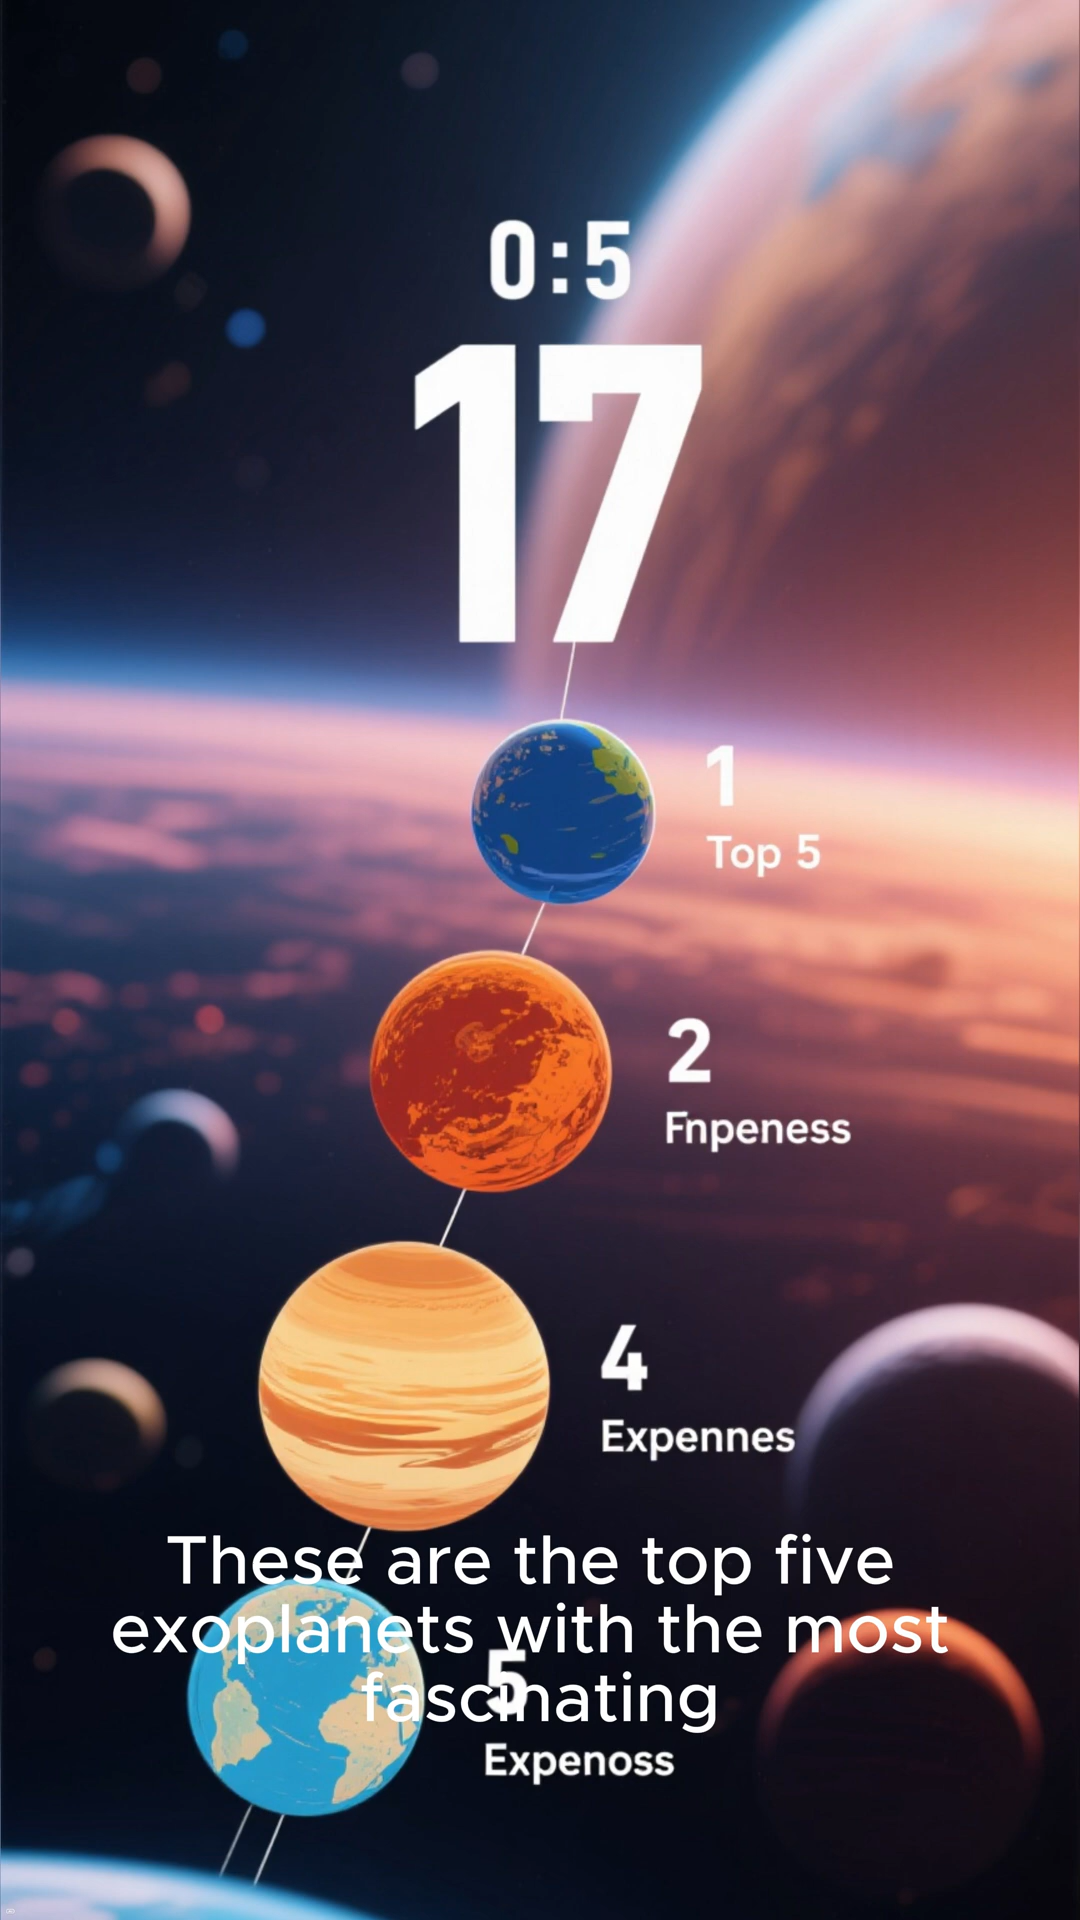 0:5
17
1
Top 5
2
Fnpeness
4
Expennes
These are the top five
exoplanets with the most
fascinating
5
Expenoss